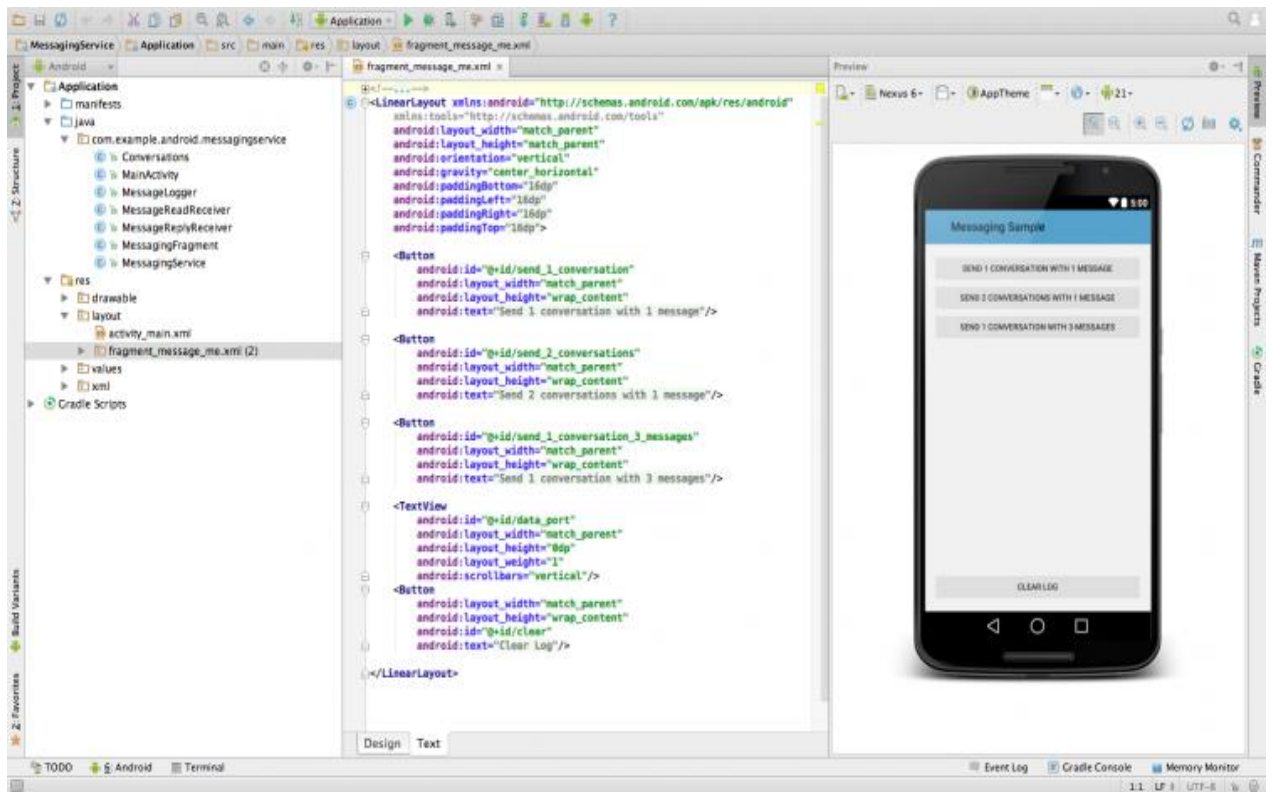 Application
MessagingService Application src main res layout fragment_message_me.xml
1: Project
2: Structure
Build Variants
2: Favorites
Android
Application
manifests
java
com.example.android.messagingservice
Conversations
MainActivity
MessageLogger
MessageReadReceiver
MessageReplyReceiver
MessagingFragment
MessagingService
res
drawable
layout
activity_main.xml
fragment_message_me.xml (2)
values
xml
Gradle Scripts
fragment_message_me.xml
<!--...-->
<LinearLayout xmlns:android="http://schemas.android.com/apk/res/android"
xmlns:tools="http://schemas.android.com/tools"
android:layout_width="match_parent"
android:layout_height="match_parent"
android:orientation="vertical"
android:gravity="center_horizontal"
android:paddingBottom="16dp"
android:paddingLeft="16dp"
android:paddingRight="16dp"
android:paddingTop="16dp">
<Button
android:id="@+id/send_1_conversation"
android:layout_width="match_parent"
android:layout_height="wrap_content"
android:text="Send 1 conversation with 1 message"/>
<Button
android:id="@+id/send_2_conversations"
android:layout_width="match_parent"
android:layout_height="wrap_content"
android:text="Send 2 conversations with 1 message"/>
<Button
android:id="@+id/send_1_conversation_3_messages"
android:layout_width="match_parent"
android:layout_height="wrap_content"
android:text="Send 1 conversation with 3 messages"/>
<TextView
android:id="@+id/data_port"
android:layout_width="match_parent"
android:layout_height="0dp"
android:layout_weight="1"
android:scrollbars="vertical"/>
<Button
android:layout_width="match_parent"
android:layout_height="wrap_content"
android:id="@+id/clear"
android:text="Clear Log"/>
</LinearLayout>
Design Text
Preview
Nexus 6 AppTheme 21
5:00
Messaging Sample
SEND 1 CONVERSATION WITH 1 MESSAGE
SEND 2 CONVERSATIONS WITH 1 MESSAGE
SEND 1 CONVERSATION WITH 3 MESSAGES
CLEAR LOG
Preview
Commander
Maven Projects
Gradle
TODO 6: Android Terminal
Event Log Gradle Console Memory Monitor
1:1 LF UTF-8